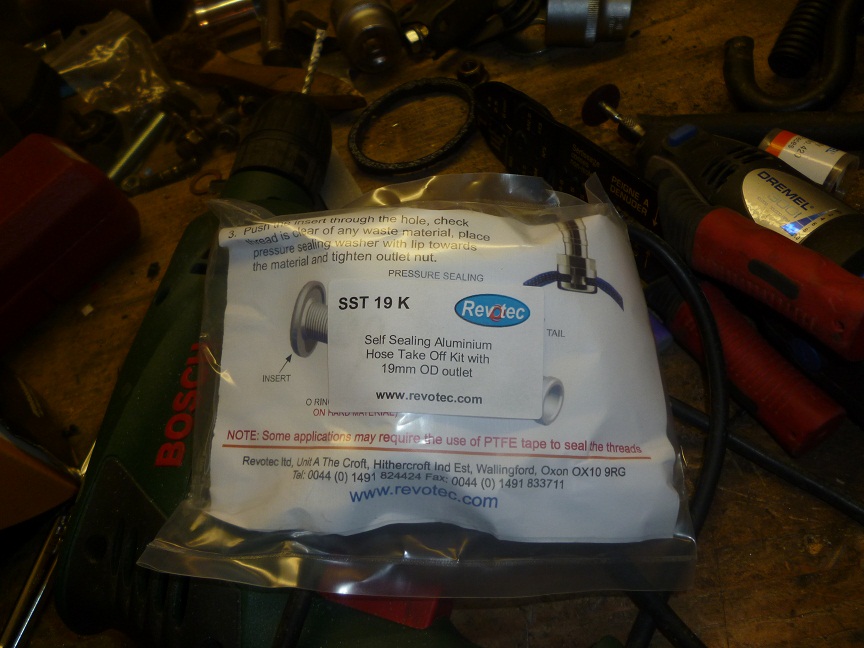 3. Push the insert through the hole, check
thread is clear of any waste material, place
pressure sealing washer with lip towards
the material and tighten outlet nut.
PRESSURE SEALING
SST 19 K
Revotec
TAIL
Self Sealing Aluminium
Hose Take Off Kit with
19mm OD outlet
INSERT
www.revotec.com
O RING
ON HARD MATERIAL)
NOTE: Some applications may require the use of PTFE tape to seal the threads
Revotec ltd, Unit A The Croft, Hithercroft Ind Est, Wallingford, Oxon OX10 9RG
Tel: 0044 (0) 1491 824424 Fax: 0044 (0) 1491 833711
www.revotec.com
BOSCH
DREMEL